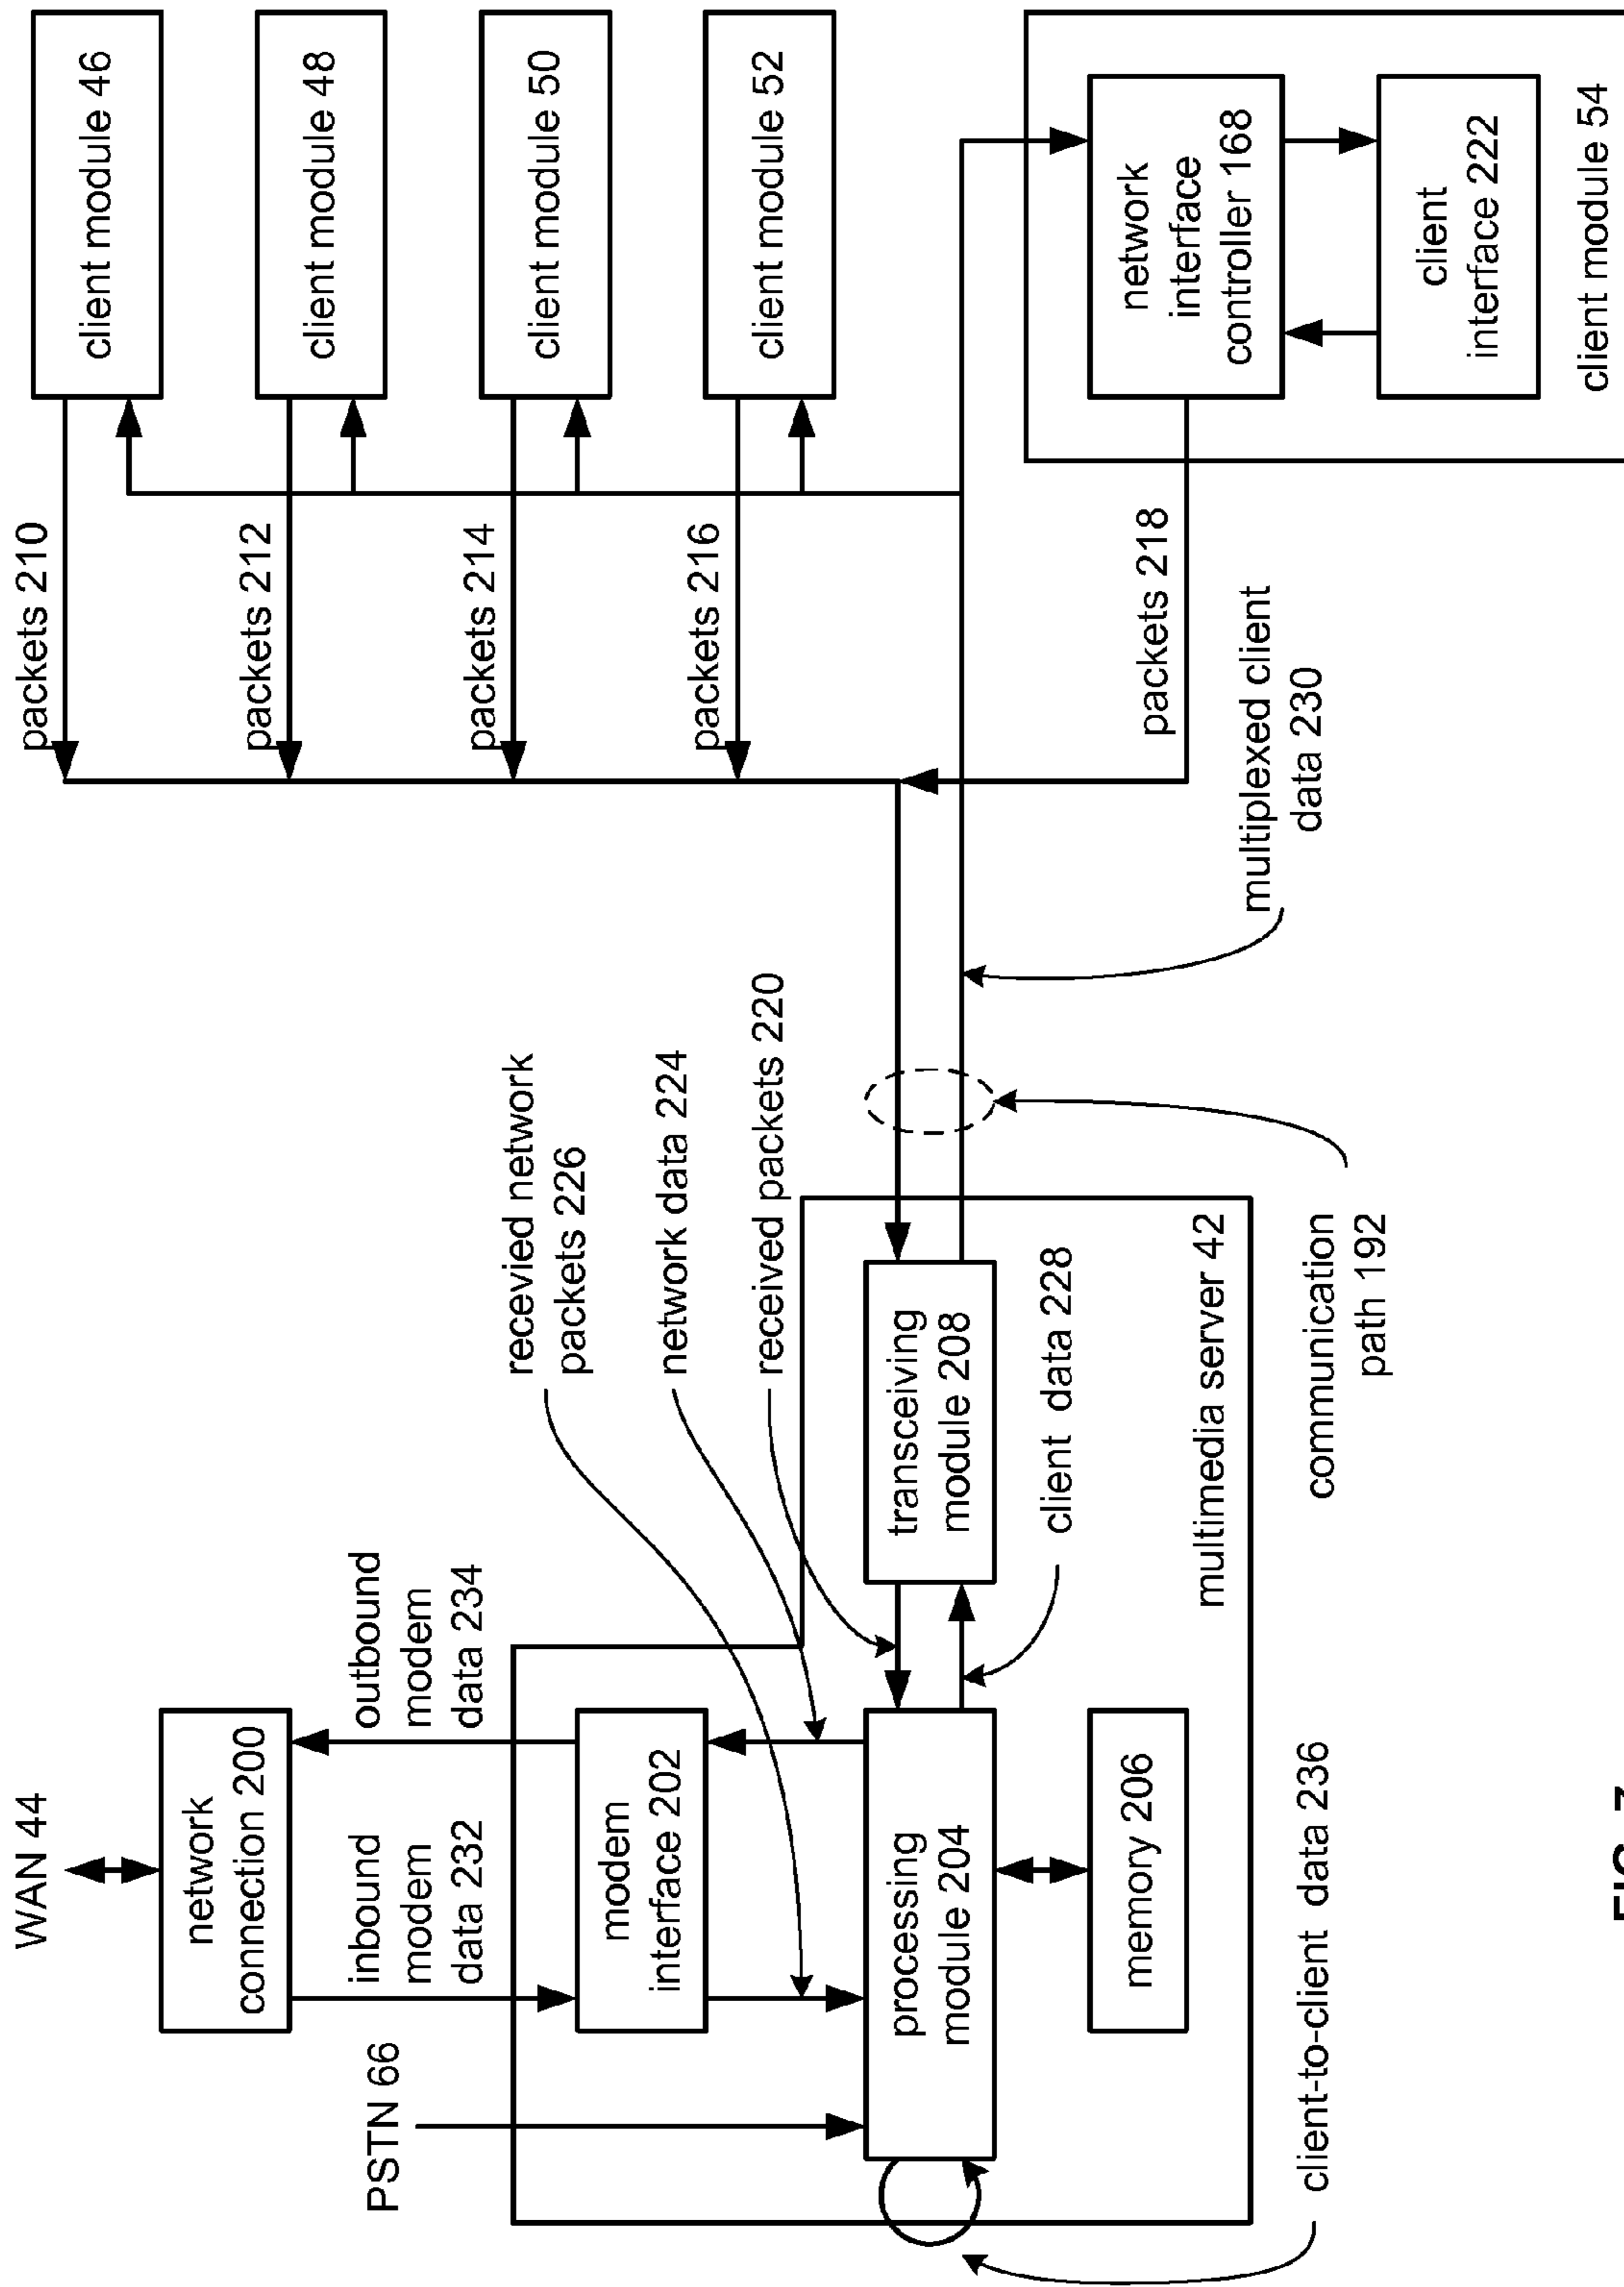 WAN 44
network
connection 200
inbound
modem
data 232
outbound
modem
data 234
PSTN 66
modem
interface 202
processing
module 204
memory 206
client-to-client data 236
recevied network
packets 226
network data 224
received packets 220
transceiving
module 208
client data 228
multimedia server 42
communication
path 192
multiplexed client
data 230
packets 210
packets 212
packets 214
packets 216
packets 218
client module 46
client module 48
client module 50
client module 52
network
interface
controller 168
client
interface 222
client module 54